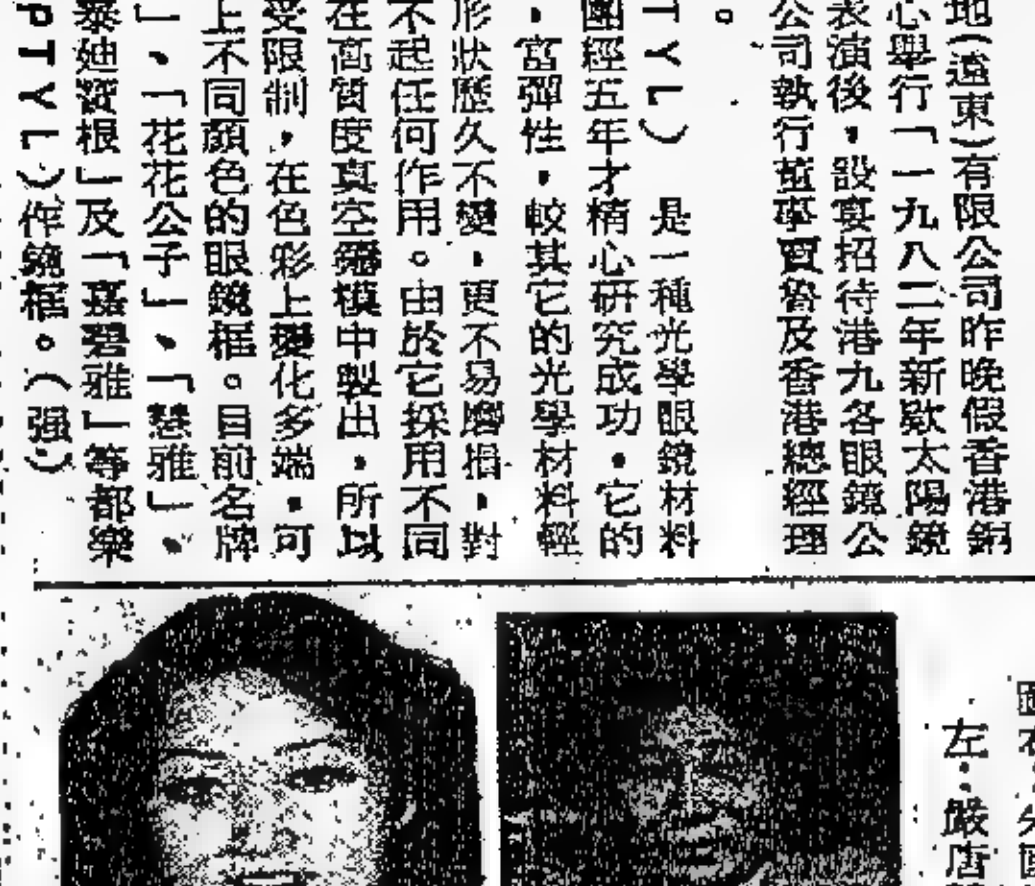 地(遠東)有限公司昨晚假香港銅
心舉行「一九八二年新欵太陽鏡
表演後，設宴招待港九各眼鏡公
公司執行董事賈魯及香港總經理
。
TYL) 是一種光學眼鏡材料
團經五年才精心研究成功，它的
，富彈性，較其它的光學材料輕
形狀歷久不變，更不易磨損，對
不起任何作用。由於它採用不同
在高質度真空 模中製出，所以
受限制，在色彩上變化多端，可
上不同顏色的眼鏡框。目前名牌
」、「花花公子」、「慧雅」、
暴廸寶根」及「嘉碧雅」等都樂
PTYL)作鏡框。(强)
左：嚴唐